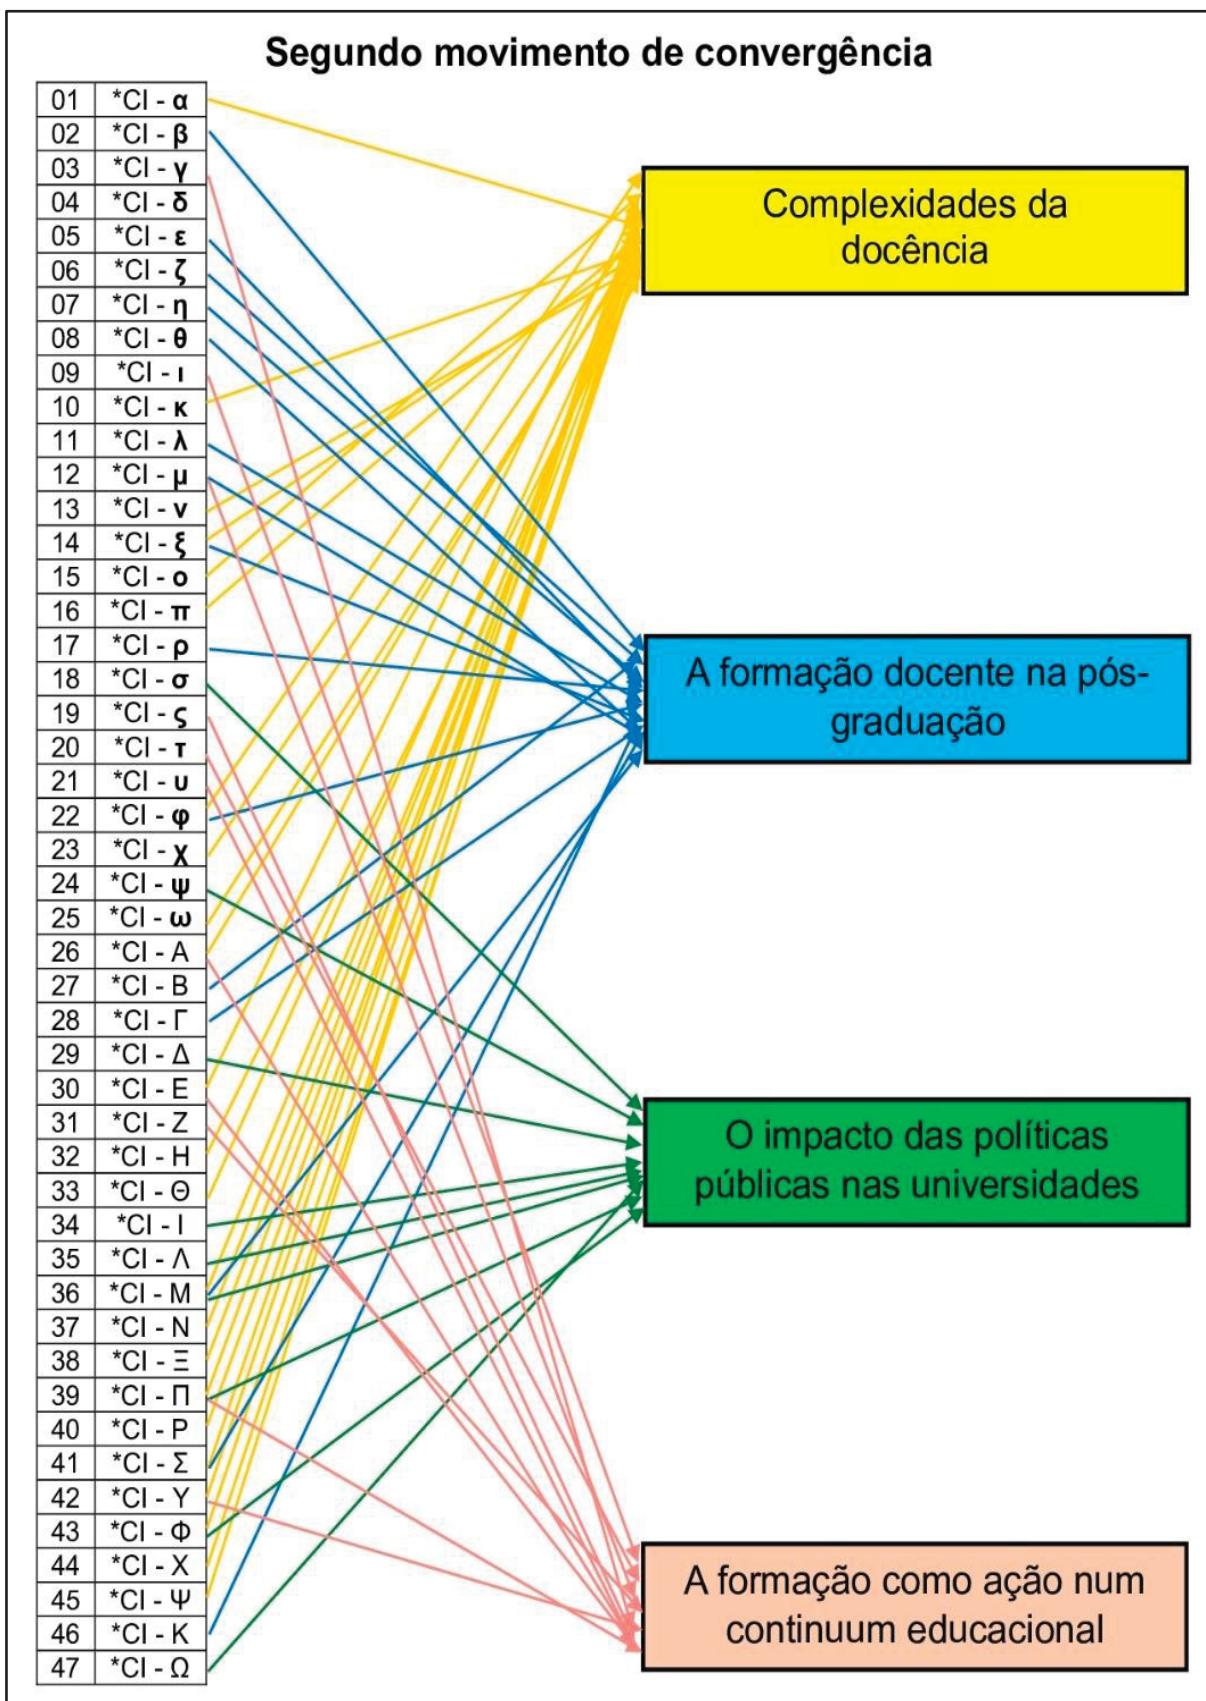 Segundo movimento de convergência
01 *CI - α
02 *CI - β
03 *CI - γ
04 *CI - δ
05 *CI - ε
06 *CI - ζ
07 *CI - η
08 *CI - θ
09 *CI - ι
10 *CI - κ
11 *CI - λ
12 *CI - μ
13 *CI - ν
14 *CI - ξ
15 *CI - ο
16 *CI - π
17 *CI - ρ
18 *CI - σ
19 *CI - ς
20 *CI - τ
21 *CI - υ
22 *CI - φ
23 *CI - χ
24 *CI - ψ
25 *CI - ω
26 *CI - Α
27 *CI - Β
28 *CI - Γ
29 *CI - Δ
30 *CI - Ε
31 *CI - Ζ
32 *CI - Η
33 *CI - Θ
34 *CI - Ι
35 *CI - Λ
36 *CI - Μ
37 *CI - Ν
38 *CI - Ξ
39 *CI - Π
40 *CI - Ρ
41 *CI - Σ
42 *CI - Υ
43 *CI - Φ
44 *CI - Χ
45 *CI - Ψ
46 *CI - Κ
47 *CI - Ω
Complexidades da
docência
A formação docente na pós-
graduação
O impacto das políticas
públicas nas universidades
A formação como ação num
continuum educacional